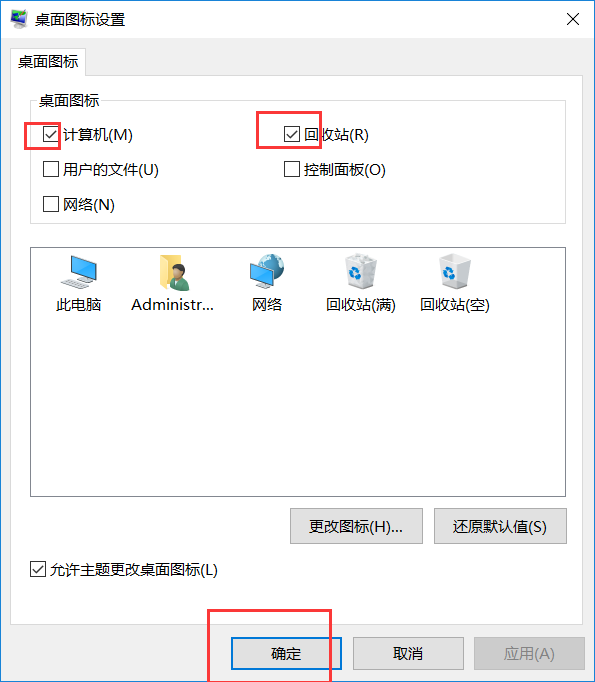 桌面图标设置
桌面图标
桌面图标
计算机(M)
回收站(R)
用户的文件(U)
控制面板(O)
网络(N)
此电脑
Administr...
网络
回收站(满)
回收站(空)
更改图标(H)...
还原默认值(S)
允许主题更改桌面图标(L)
确定
取消
应用(A)